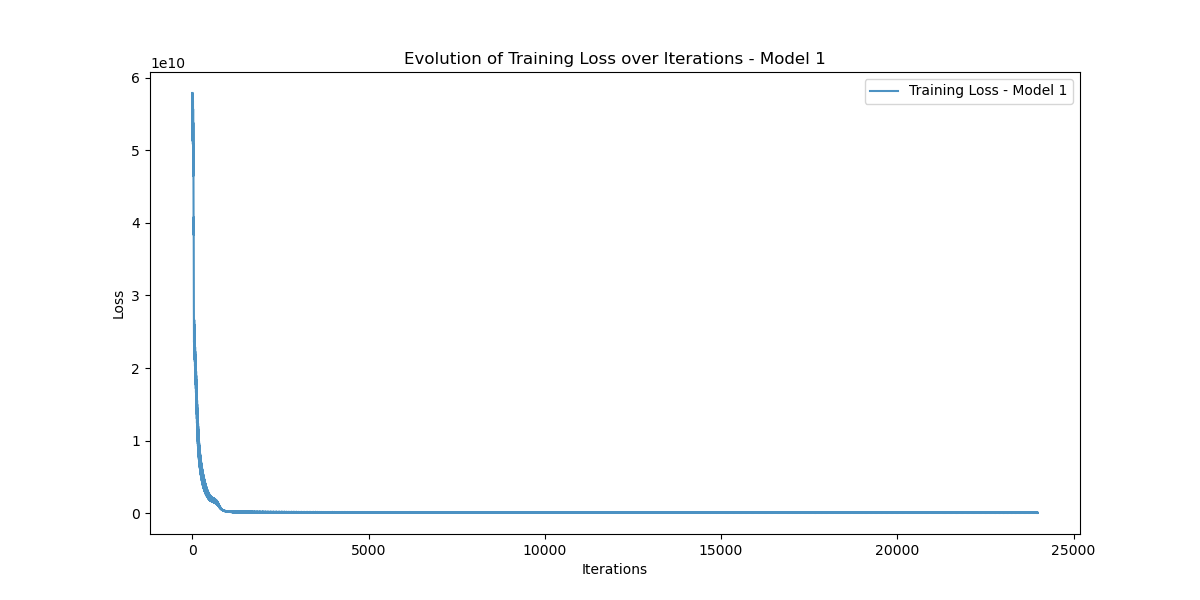 Evolution of Training Loss over Iterations - Model 1
1e10
Training Loss - Model 1
6
5
4
3
2
1
0
Loss
0 5000 10000 15000 20000 25000
Iterations